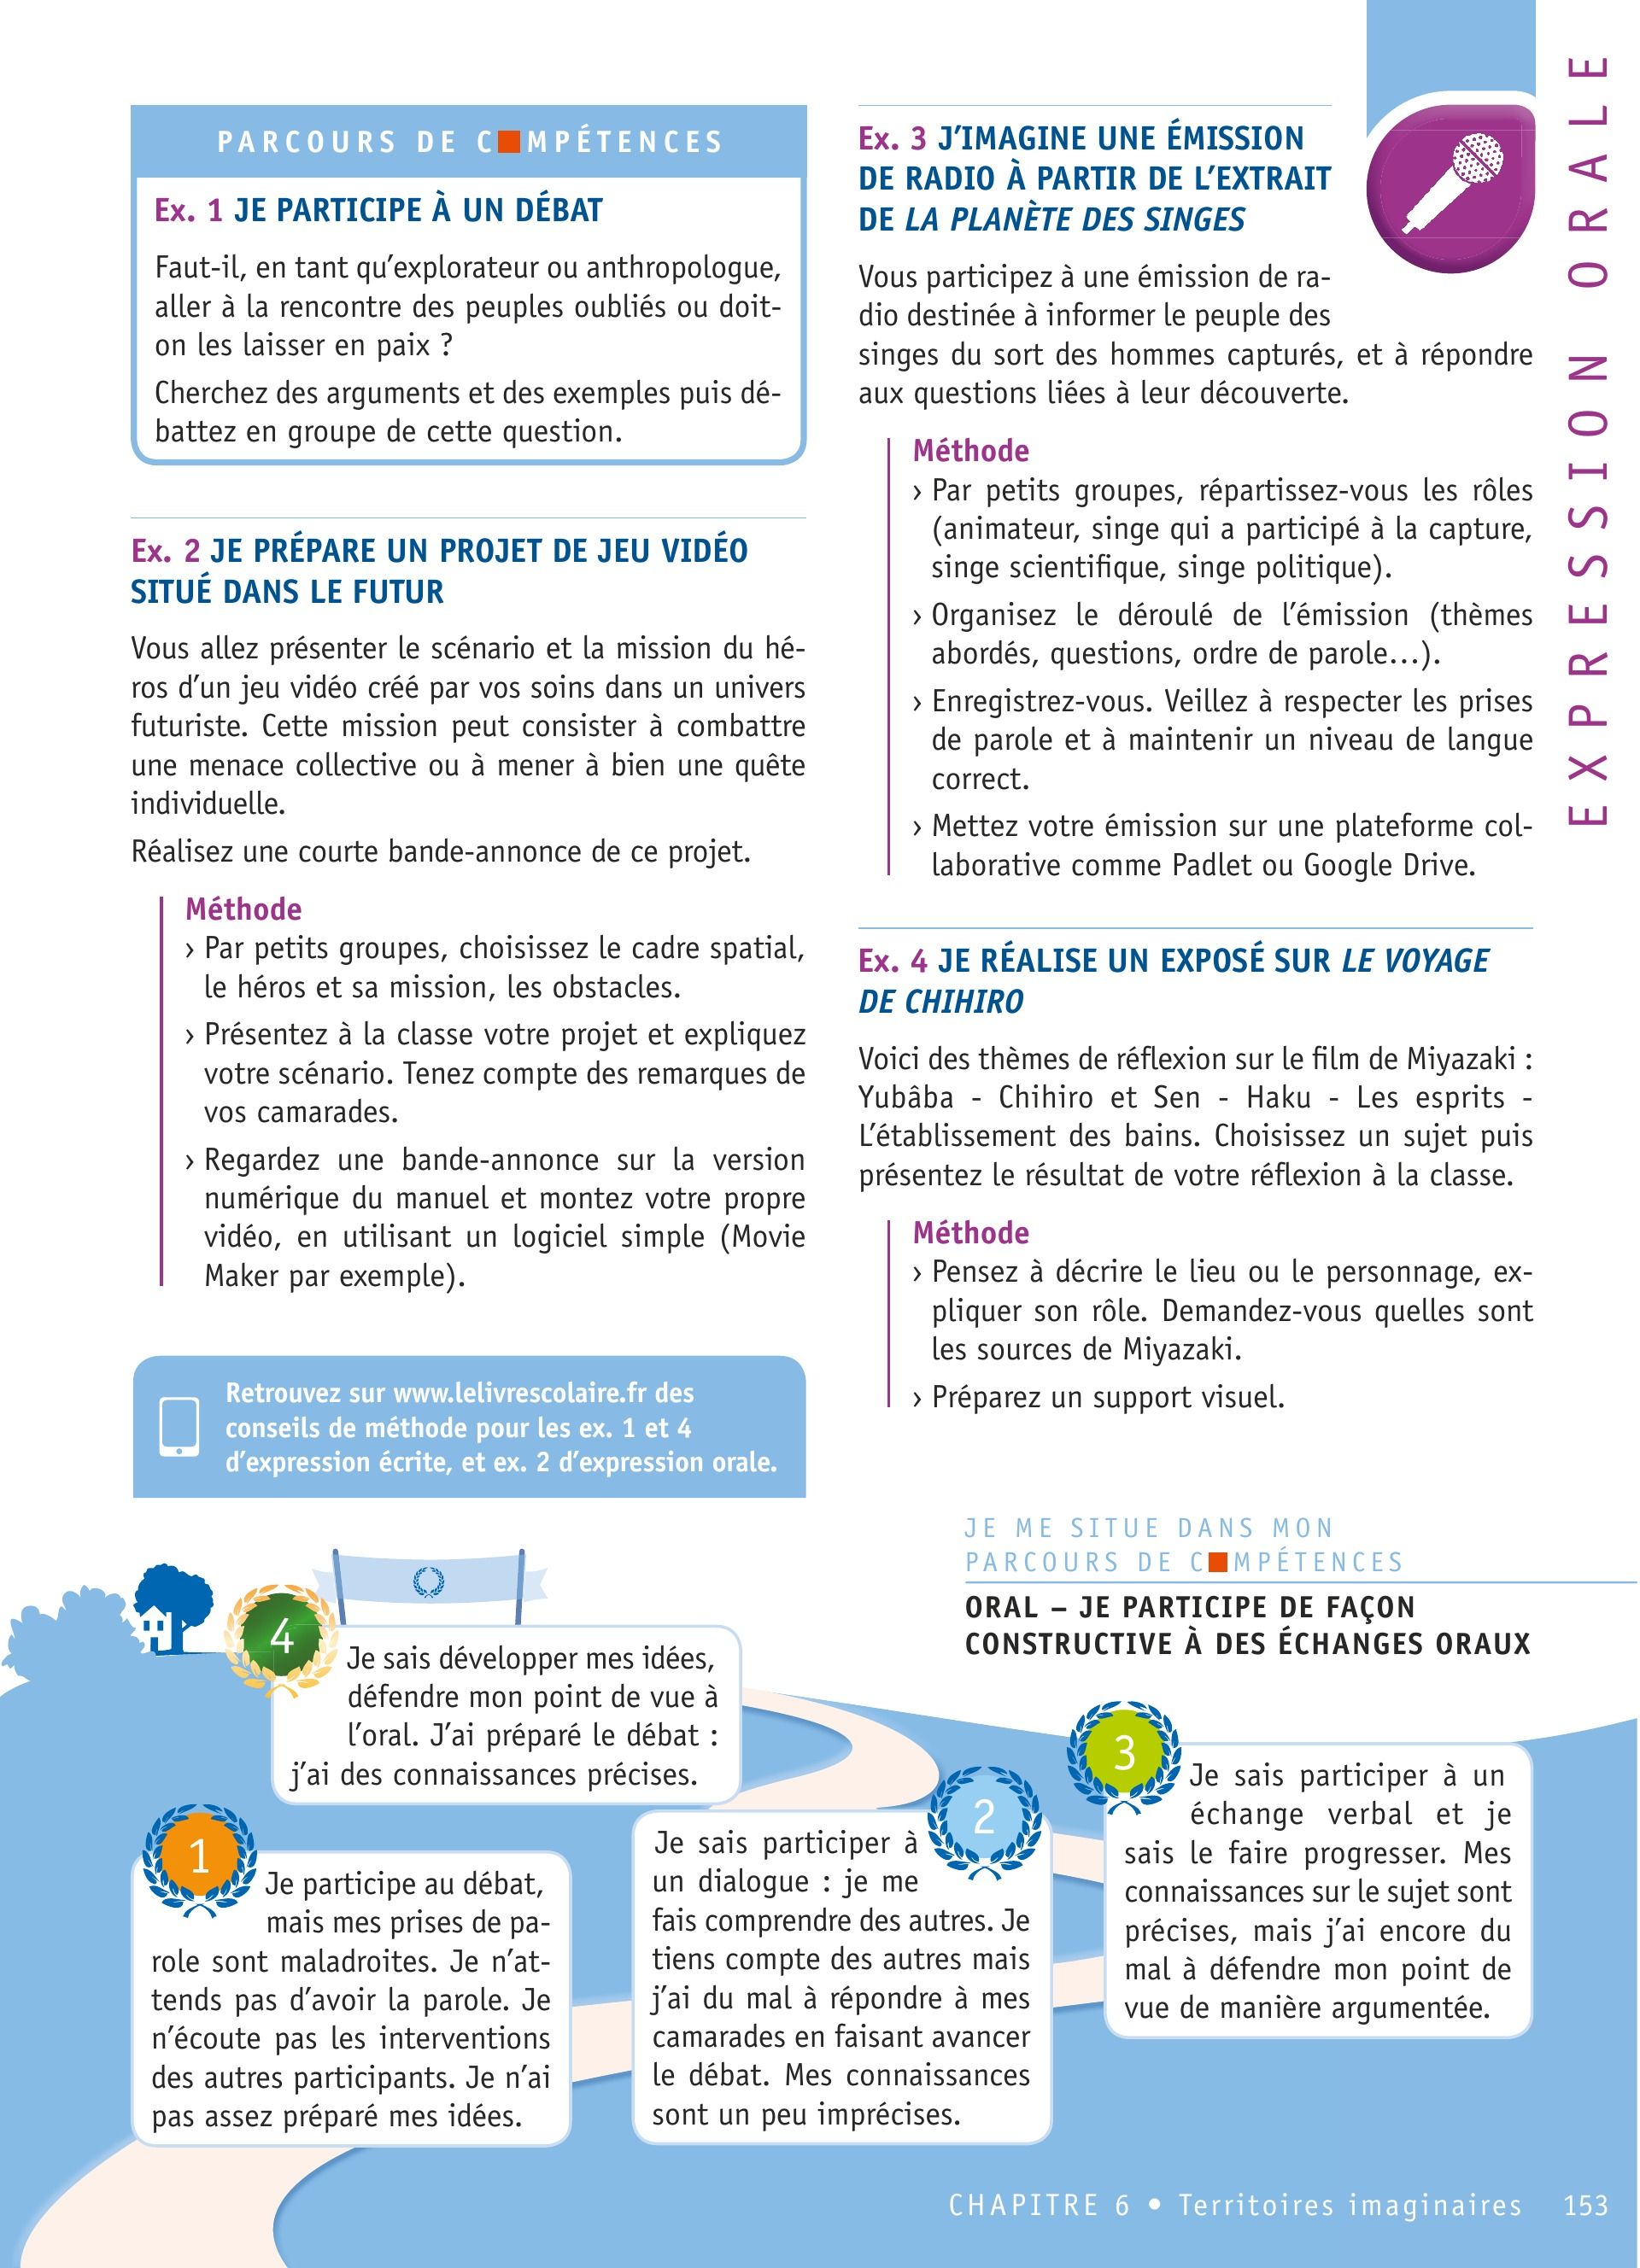 PARCOURS DE COMPÉTENCES
Ex. 1 JE PARTICIPE À UN DÉBAT
Faut-il, en tant qu’explorateur ou anthropologue,
aller à la rencontre des peuples oubliés ou doit-
on les laisser en paix ?
Cherchez des arguments et des exemples puis dé-
battez en groupe de cette question.
Ex. 2 JE PRÉPARE UN PROJET DE JEU VIDÉO
SITUÉ DANS LE FUTUR
Vous allez présenter le scénario et la mission du hé-
ros d’un jeu vidéo créé par vos soins dans un univers
futuriste. Cette mission peut consister à combattre
une menace collective ou à mener à bien une quête
individuelle.
Réalisez une courte bande-annonce de ce projet.
Méthode
› Par petits groupes, choisissez le cadre spatial,
le héros et sa mission, les obstacles.
› Présentez à la classe votre projet et expliquez
votre scénario. Tenez compte des remarques de
vos camarades.
› Regardez une bande-annonce sur la version
numérique du manuel et montez votre propre
vidéo, en utilisant un logiciel simple (Movie
Maker par exemple).
Retrouvez sur www.lelivrescolaire.fr des
conseils de méthode pour les ex. 1 et 4
d’expression écrite, et ex. 2 d’expression orale.
Ex. 3 J’IMAGINE UNE ÉMISSION
DE RADIO À PARTIR DE L’EXTRAIT
DE LA PLANÈTE DES SINGES
Vous participez à une émission de ra-
dio destinée à informer le peuple des
singes du sort des hommes capturés, et à répondre
aux questions liées à leur découverte.
Méthode
› Par petits groupes, répartissez-vous les rôles
(animateur, singe qui a participé à la capture,
singe scientifique, singe politique).
› Organisez le déroulé de l’émission (thèmes
abordés, questions, ordre de parole…).
› Enregistrez-vous. Veillez à respecter les prises
de parole et à maintenir un niveau de langue
correct.
› Mettez votre émission sur une plateforme col-
laborative comme Padlet ou Google Drive.
Ex. 4 JE RÉALISE UN EXPOSÉ SUR LE VOYAGE
DE CHIHIRO
Voici des thèmes de réflexion sur le film de Miyazaki :
Yubâba - Chihiro et Sen - Haku - Les esprits -
L’établissement des bains. Choisissez un sujet puis
présentez le résultat de votre réflexion à la classe.
Méthode
› Pensez à décrire le lieu ou le personnage, ex-
pliquer son rôle. Demandez-vous quelles sont
les sources de Miyazaki.
› Préparez un support visuel.
EXPRESSION ORALE
JE ME SITUE DANS MON
PARCOURS DE COMPÉTENCES
ORAL – JE PARTICIPE DE FAÇON
CONSTRUCTIVE À DES ÉCHANGES ORAUX
4
Je sais développer mes idées,
défendre mon point de vue à
l’oral. J’ai préparé le débat :
j’ai des connaissances précises.
1
Je participe au débat,
mais mes prises de pa-
role sont maladroites. Je n’at-
tends pas d’avoir la parole. Je
n’écoute pas les interventions
des autres participants. Je n’ai
pas assez préparé mes idées.
2
Je sais participer à
un dialogue : je me
fais comprendre des autres. Je
tiens compte des autres mais
j’ai du mal à répondre à mes
camarades en faisant avancer
le débat. Mes connaissances
sont un peu imprécises.
3
Je sais participer à un
échange verbal et je
sais le faire progresser. Mes
connaissances sur le sujet sont
précises, mais j’ai encore du
mal à défendre mon point de
vue de manière argumentée.
CHAPITRE 6 • Territoires imaginaires 153